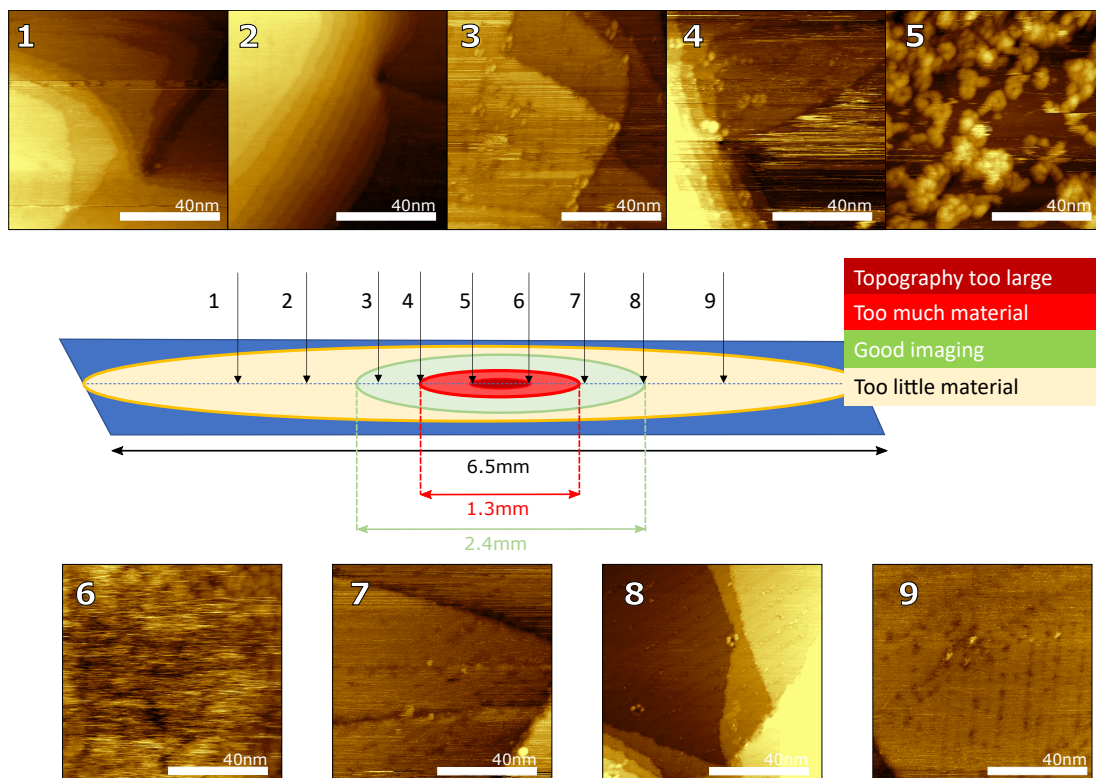 1 2 3 4 5
40nm 40nm 40nm 40nm 40nm
1 2 3 4 5 6 7 8 9
Topography too large
Too much material
Good imaging
Too little material
6.5mm
1.3mm
2.4mm
6 7 8 9
40nm 40nm 40nm 40nm